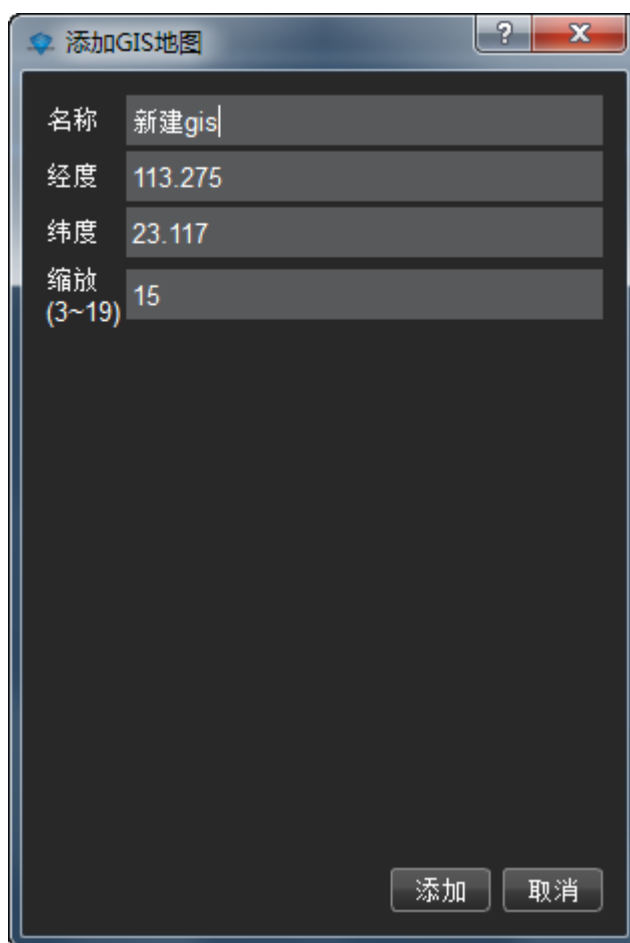 添加GIS地图
?
X
名称 新建gis
经度 113.275
纬度 23.117
缩放
(3~19) 15
添加 取消